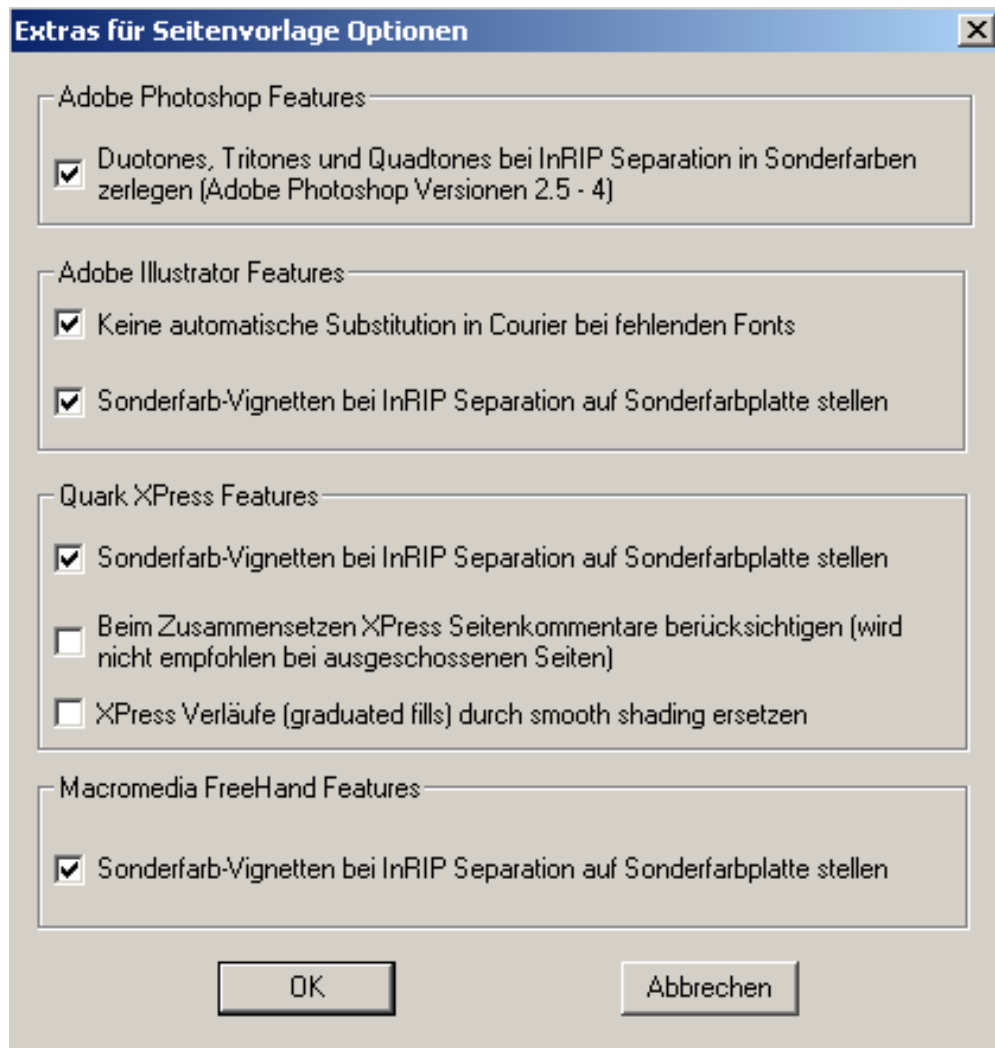 Extras für Seitenvorlage Optionen
Adobe Photoshop Features
Duotones, Tritones und Quadtones bei InRIP Separation in Sonderfarben
zerlegen (Adobe Photoshop Versionen 2.5 - 4)
Adobe Illustrator Features
Keine automatische Substitution in Courier bei fehlenden Fonts
Sonderfarb-Vignetten bei InRIP Separation auf Sonderfarbplatte stellen
Quark XPress Features
Sonderfarb-Vignetten bei InRIP Separation auf Sonderfarbplatte stellen
Beim Zusammensetzen XPress Seitenkommentare berücksichtigen (wird
nicht empfohlen bei ausgeschossenen Seiten)
XPress Verläufe (graduated fills) durch smooth shading ersetzen
Macromedia FreeHand Features
Sonderfarb-Vignetten bei InRIP Separation auf Sonderfarbplatte stellen
OK
Abbrechen